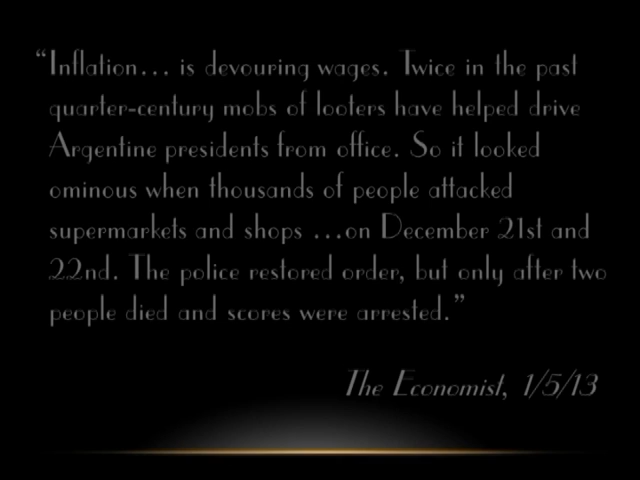 “Inflation... is devouring wages. Twice in the past
quarter-century mobs of looters have helped drive
Argentine presidents from office. So it looked
ominous when thousands of people attacked
supermarkets and shops ...on December 21st and
22nd. The police restored order, but only after two
people died and scores were arrested.”
The Economist, 1/5/13